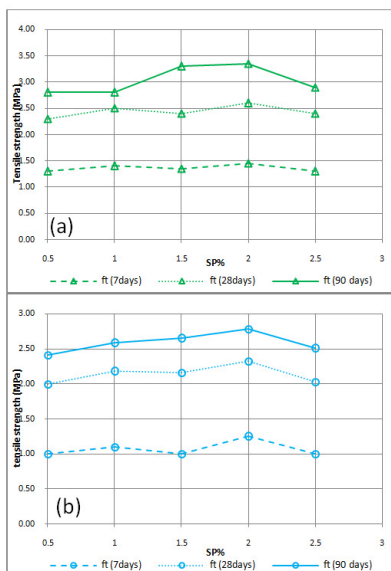 4.00
3.50
3.00
2.50
2.00
1.50
1.00
0.50
0.00
Tensile strength (MPa)
(a)
0.5 1 1.5 2 2.5 3
SP%
ft (7days) ft (28days) ft (90 days)
3.00
2.50
2.00
1.50
1.00
0.50
0.00
tensile strength (MPa)
(b)
0.5 1 1.5 2 2.5 3
SP%
ft (7days) ft (28days) ft (90 days)